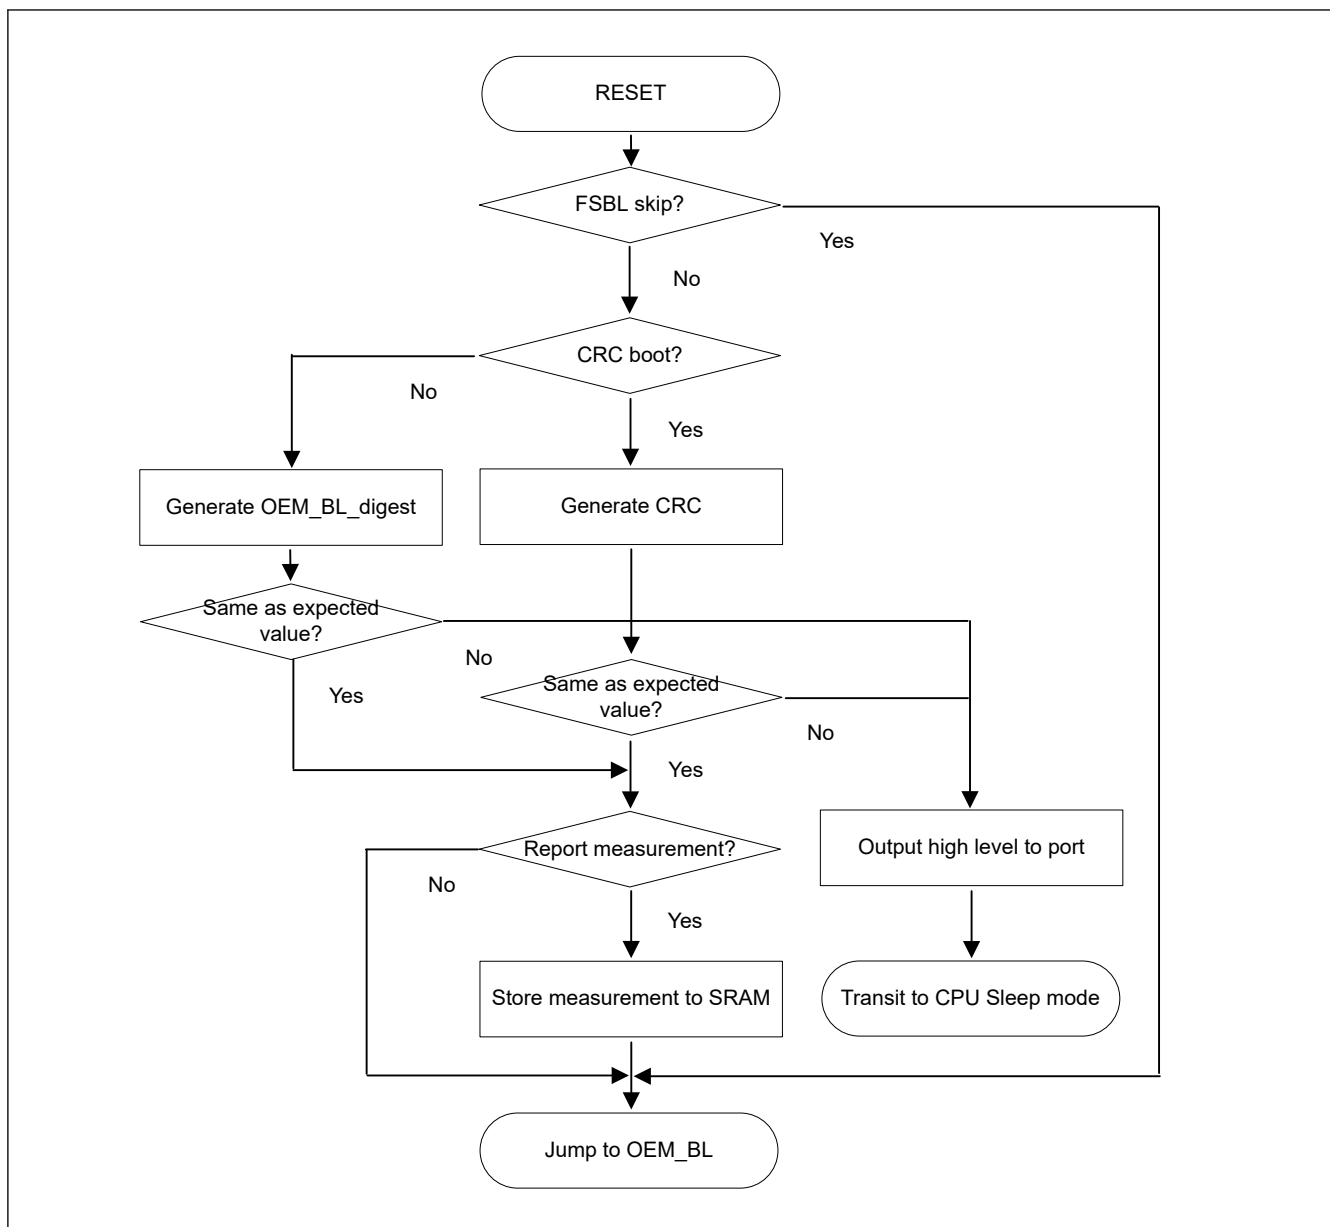 RESET
FSBL skip?
Yes
No
CRC boot?
No
Yes
Generate OEM_BL_digest
Generate CRC
Same as expected
value?
No
Yes
Same as expected
value?
No
Yes
Report measurement?
Output high level to port
No
Yes
Store measurement to SRAM
Transit to CPU Sleep mode
Jump to OEM_BL